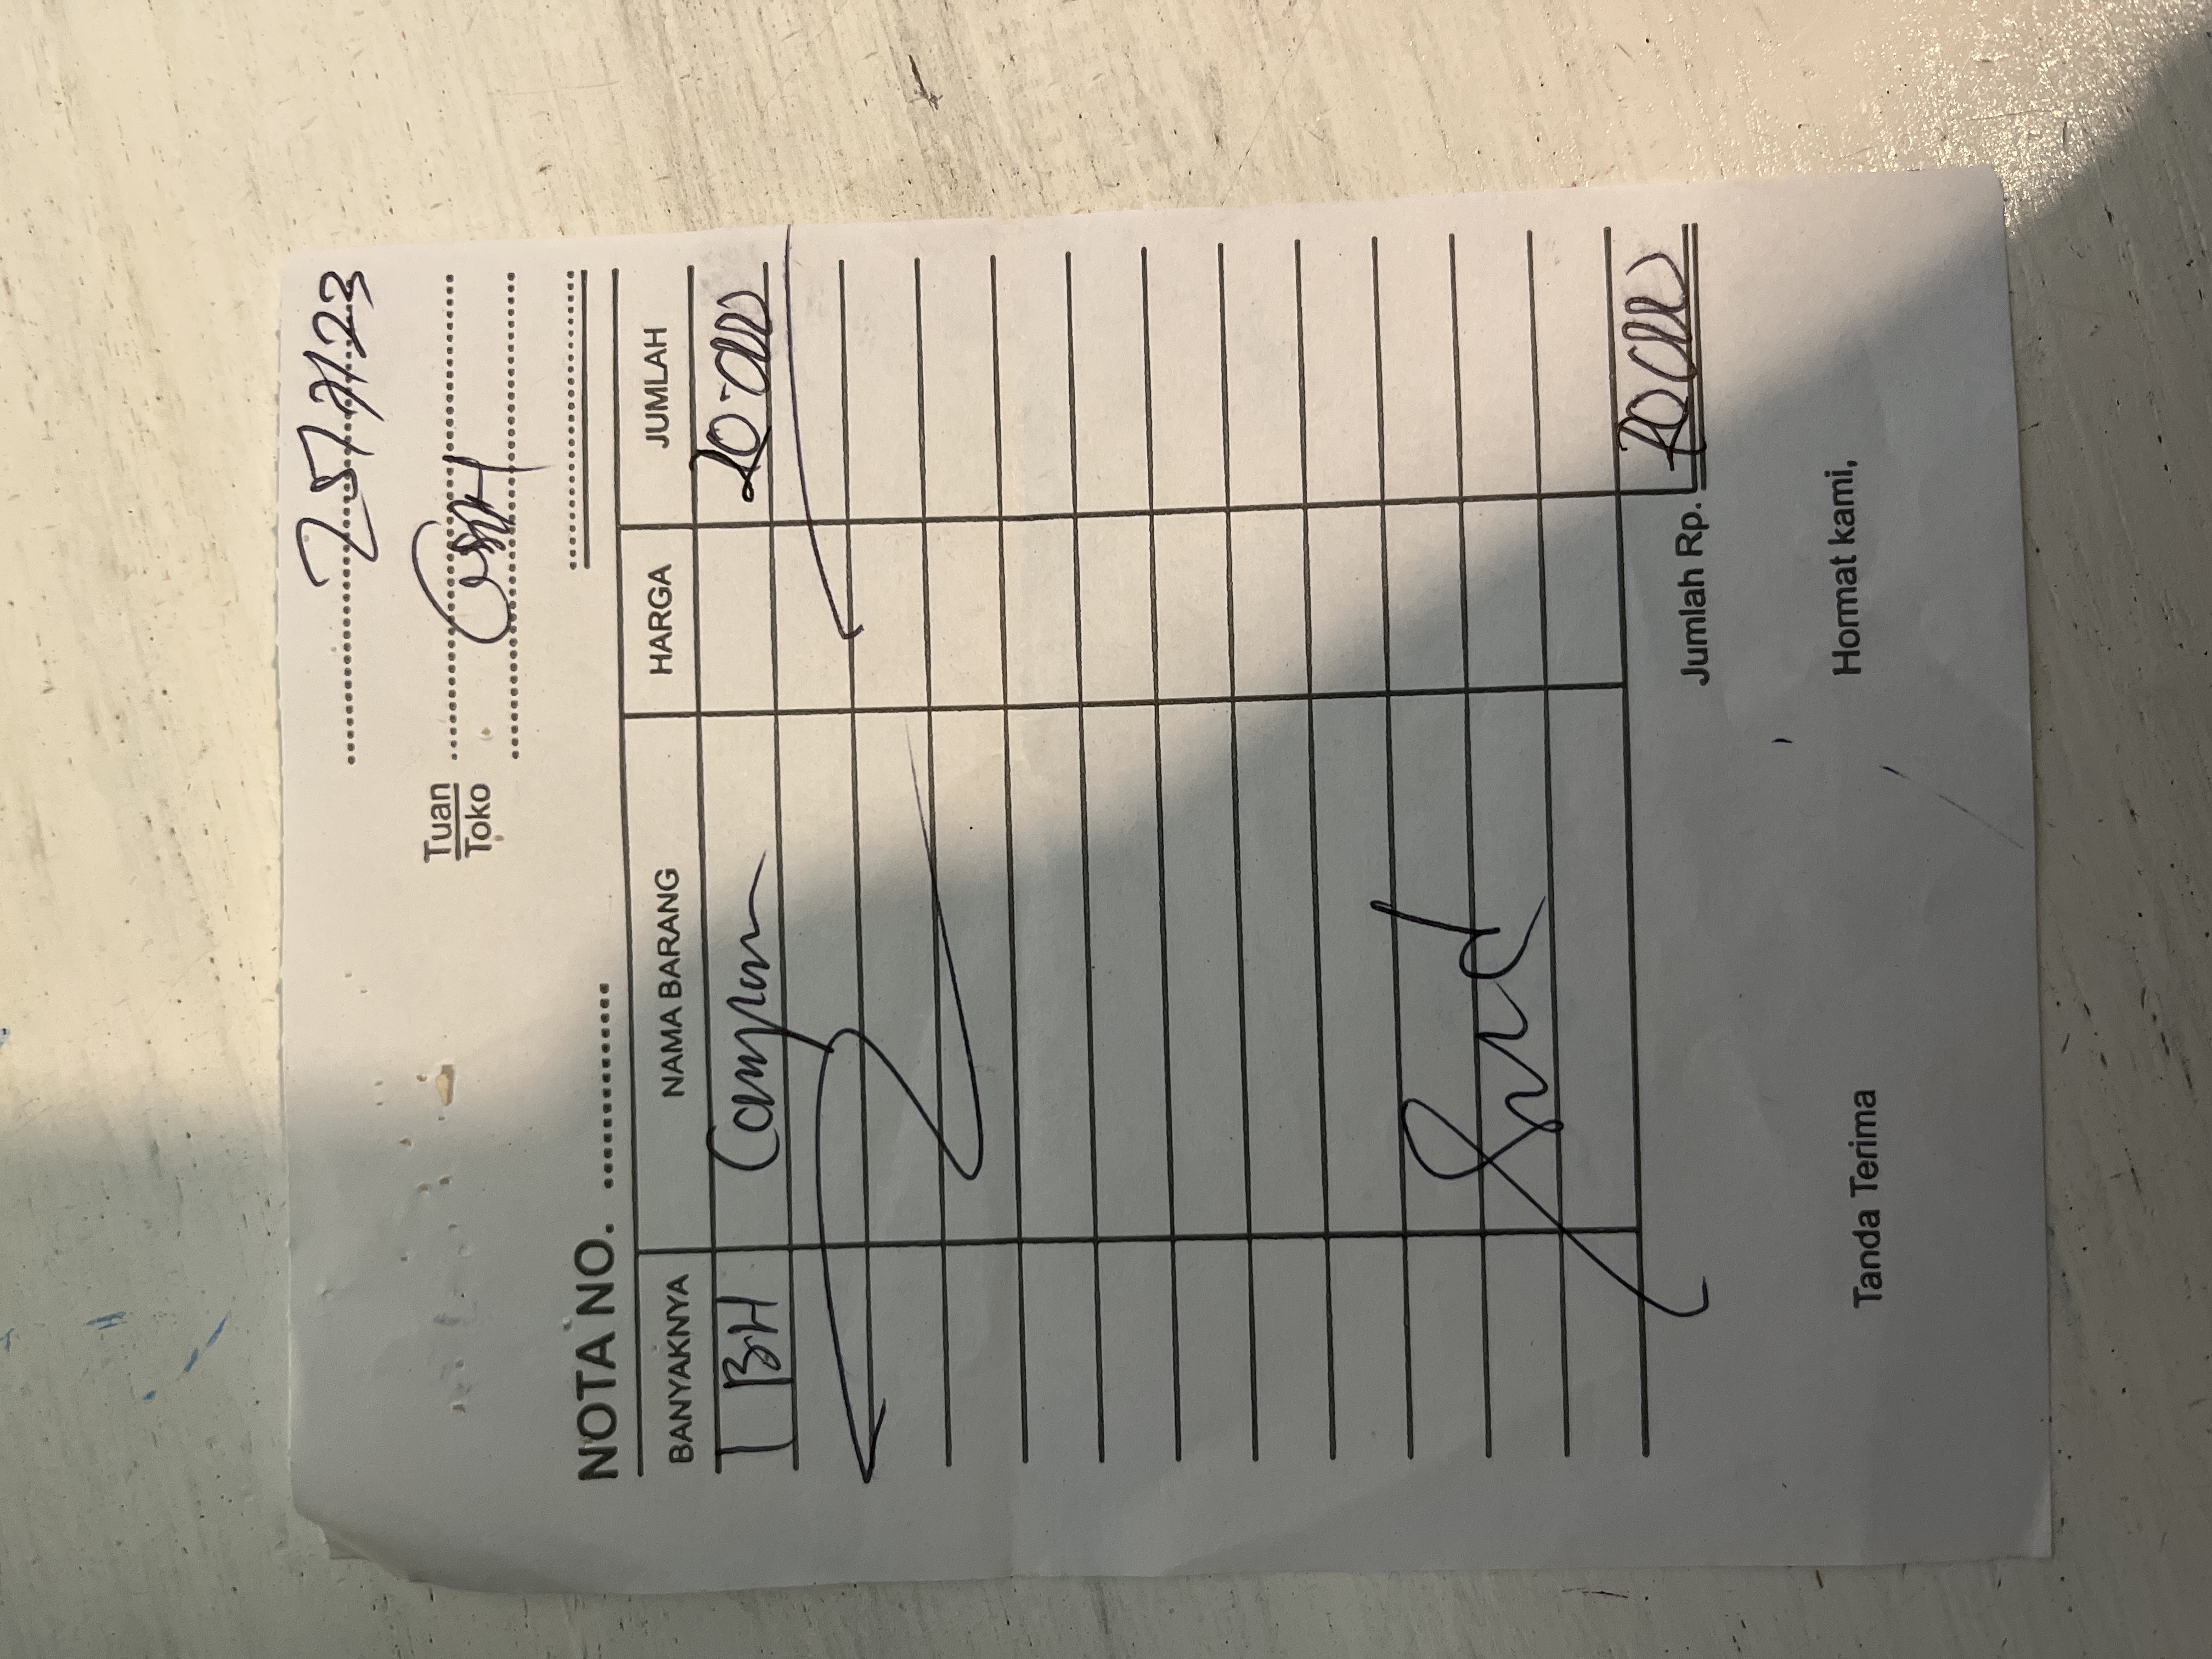 25/7/23
Tuan
Toko
Cash
NOTA NO. ............
BANYAKNYA NAMA BARANG HARGA JUMLAH
1 BH 20.000
Jumlah Rp. 20.000
Tanda Terima Hormat kami,